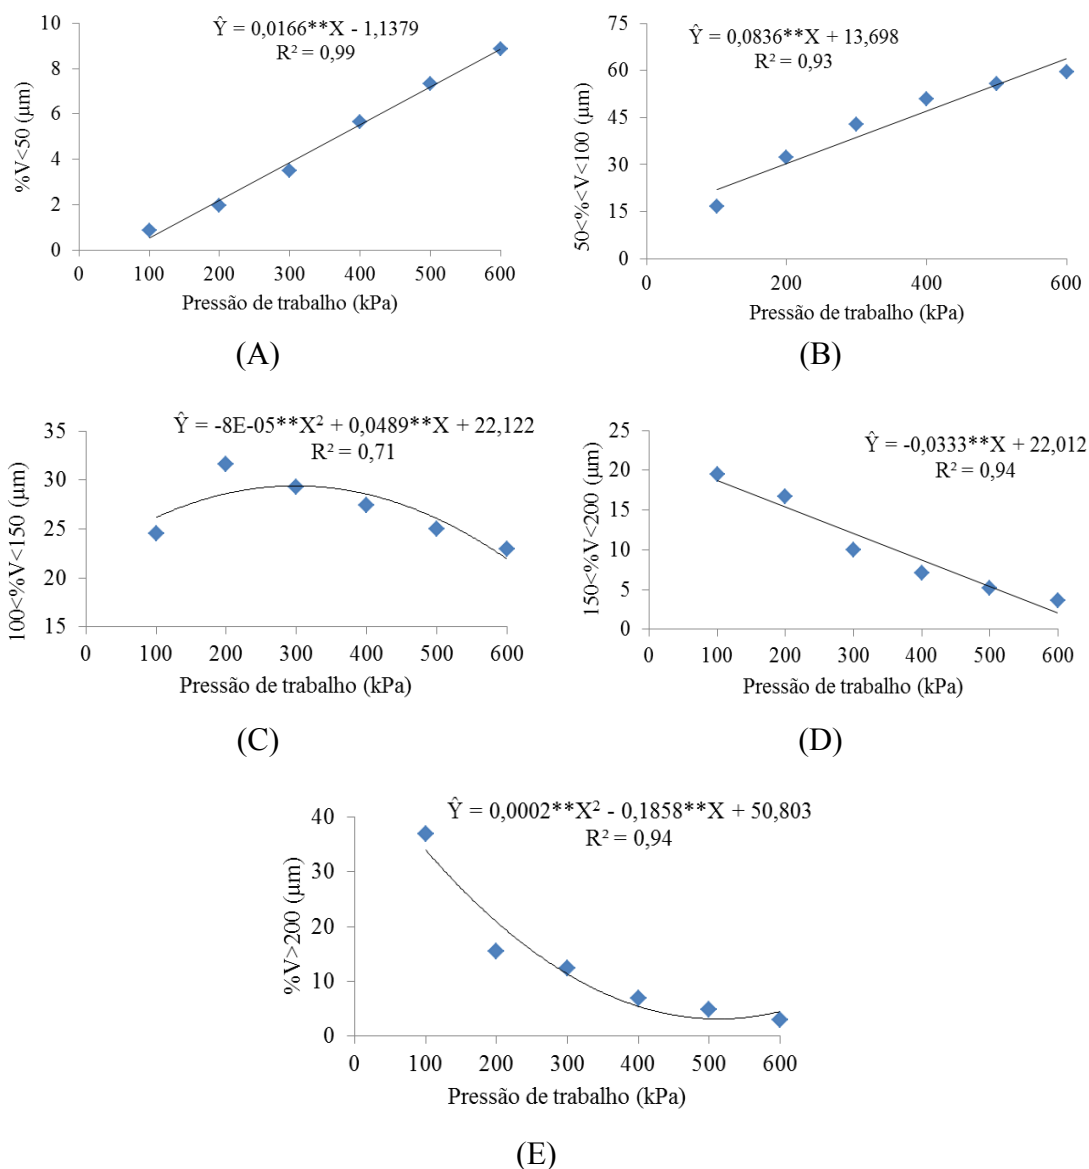 Ŷ = 0,0166**X - 1,1379
R² = 0,99
%V<50 (µm)
10
8
6
4
2
0
0 100 200 300 400 500 600
Pressão de trabalho (kPa)
(A)
Ŷ = 0,0836**X + 13,698
R² = 0,93
50<%<V<100 (µm)
75
60
45
30
15
0
0 200 400 600
Pressão de trabalho (kPa)
(B)
Ŷ = -8E-05**X² + 0,0489**X + 22,122
R² = 0,71
100<%V<150 (µm)
35
30
25
20
15
0 100 200 300 400 500 600
Pressão de trabalho (kPa)
(C)
Ŷ = -0,0333**X + 22,012
R² = 0,94
150<%V<200 (µm)
25
20
15
10
5
0
0 100 200 300 400 500 600
Pressão de trabalho (kPa)
(D)
Ŷ = 0,0002**X² - 0,1858**X + 50,803
R² = 0,94
%V>200 (µm)
40
30
20
10
0
0 100 200 300 400 500 600
Pressão de trabalho (kPa)
(E)